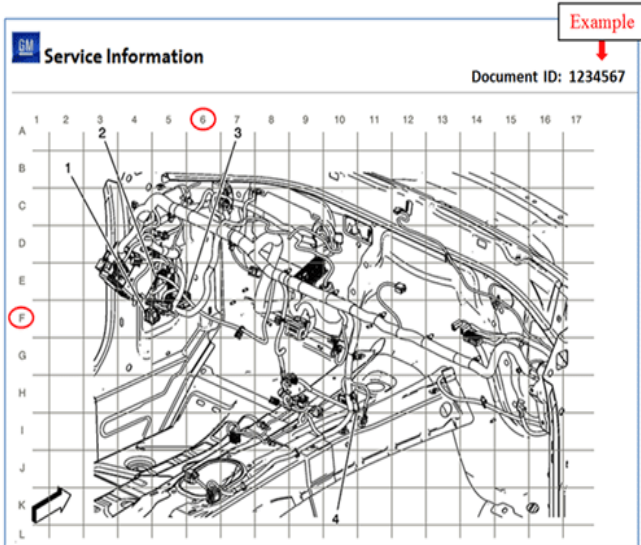 Example
GM
Service Information
Document ID: 1234567
1 2 3 4 5 6 7 8 9 10 11 12 13 14 15 16 17
A
2
3
B
1
C
D
E
F
G
H
I
J
K
4
L